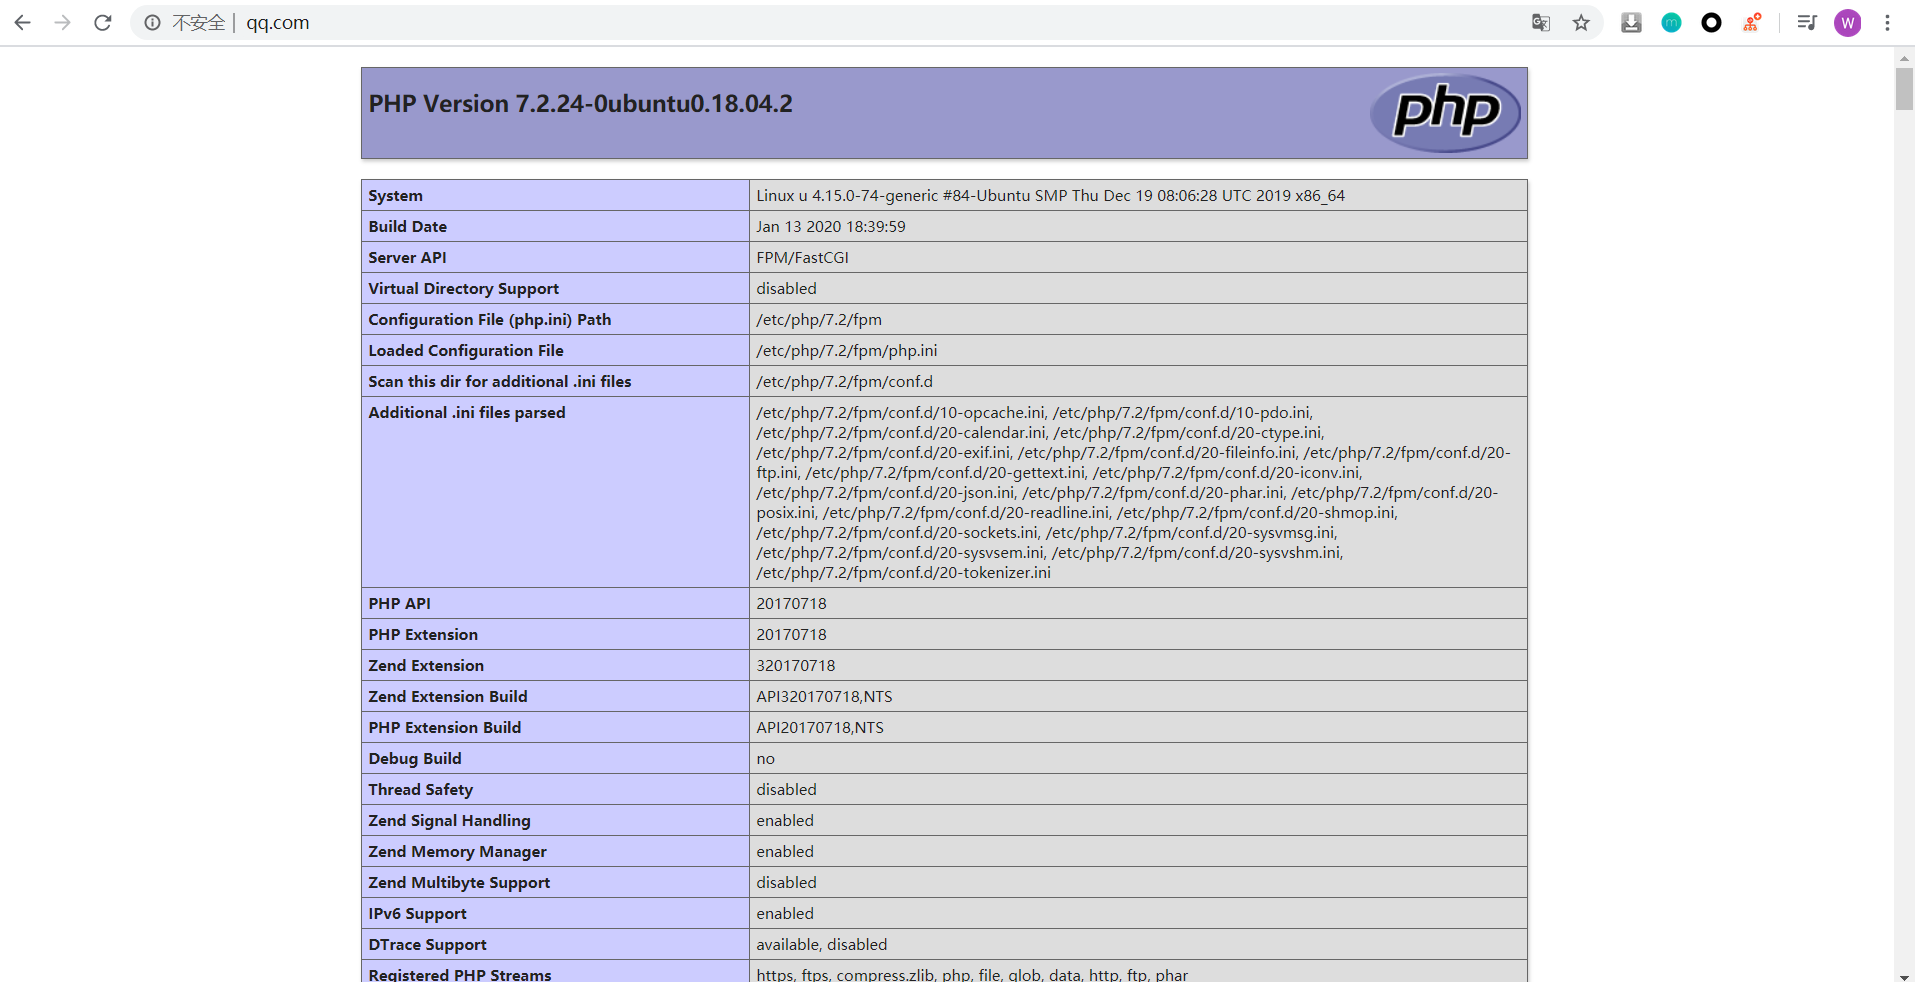 不安全 qq.com
W
PHP Version 7.2.24-0ubuntu0.18.04.2
php
System Linux u 4.15.0-74-generic #84-Ubuntu SMP Thu Dec 19 08:06:28 UTC 2019 x86_64
Build Date Jan 13 2020 18:39:59
Server API FPM/FastCGI
Virtual Directory Support disabled
Configuration File (php.ini) Path /etc/php/7.2/fpm
Loaded Configuration File /etc/php/7.2/fpm/php.ini
Scan this dir for additional .ini files /etc/php/7.2/fpm/conf.d
Additional .ini files parsed /etc/php/7.2/fpm/conf.d/10-opcache.ini, /etc/php/7.2/fpm/conf.d/10-pdo.ini,
/etc/php/7.2/fpm/conf.d/20-calendar.ini, /etc/php/7.2/fpm/conf.d/20-ctype.ini,
/etc/php/7.2/fpm/conf.d/20-exif.ini, /etc/php/7.2/fpm/conf.d/20-fileinfo.ini, /etc/php/7.2/fpm/conf.d/20-
ftp.ini, /etc/php/7.2/fpm/conf.d/20-gettext.ini, /etc/php/7.2/fpm/conf.d/20-iconv.ini,
/etc/php/7.2/fpm/conf.d/20-json.ini, /etc/php/7.2/fpm/conf.d/20-phar.ini, /etc/php/7.2/fpm/conf.d/20-
posix.ini, /etc/php/7.2/fpm/conf.d/20-readline.ini, /etc/php/7.2/fpm/conf.d/20-shmop.ini,
/etc/php/7.2/fpm/conf.d/20-sockets.ini, /etc/php/7.2/fpm/conf.d/20-sysvmsg.ini,
/etc/php/7.2/fpm/conf.d/20-sysvsem.ini, /etc/php/7.2/fpm/conf.d/20-sysvshm.ini,
/etc/php/7.2/fpm/conf.d/20-tokenizer.ini
PHP API 20170718
PHP Extension 20170718
Zend Extension 320170718
Zend Extension Build API320170718,NTS
PHP Extension Build API20170718,NTS
Debug Build no
Thread Safety disabled
Zend Signal Handling enabled
Zend Memory Manager enabled
Zend Multibyte Support disabled
IPv6 Support enabled
DTrace Support available, disabled
Registered PHP Streams https, ftps, compress.zlib, php, file, glob, data, http, ftp, phar